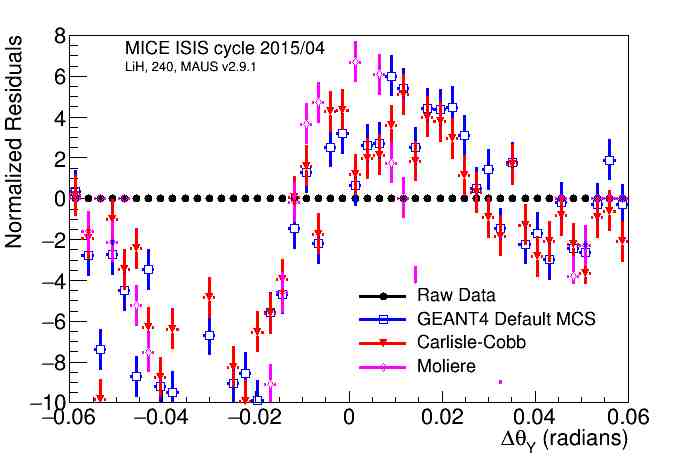 MICE ISIS cycle 2015/04
LiH, 240, MAUS v2.9.1
Normalized Residuals
8
6
4
2
0
−2
−4
−6
−8
−10
Raw Data
GEANT4 Default MCS
Carlisle-Cobb
Moliere
−0.06 −0.04 −0.02 0 0.02 0.04 0.06
Δθ_Y (radians)